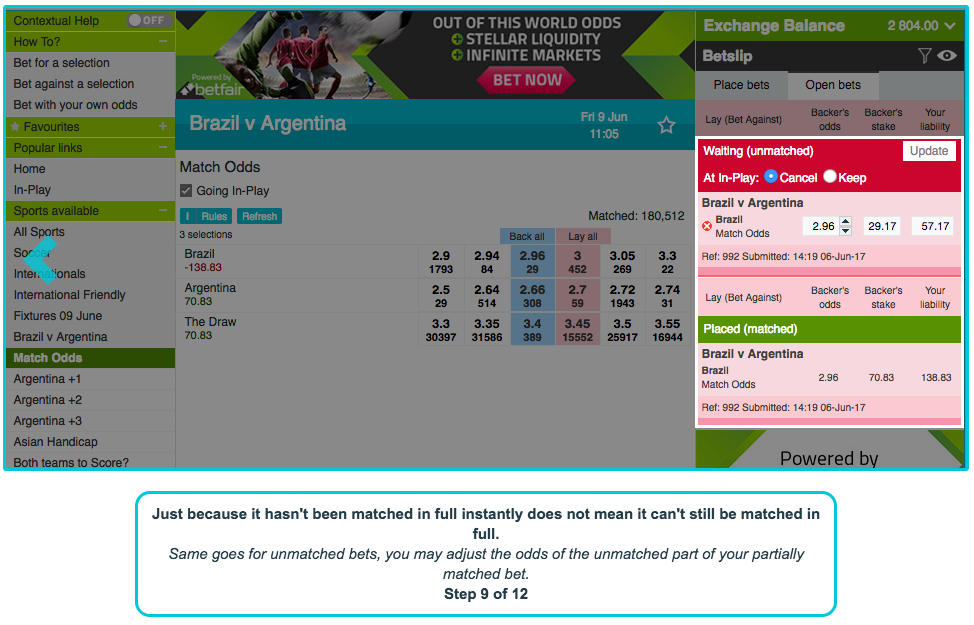 Contextual Help OFF
How To? −
Bet for a selection
Bet against a selection
Bet with your own odds
Favourites +
Popular links −
Home
In-Play
Sports available −
All Sports
Soccer
Internationals
International Friendly
Fixtures 09 June
Brazil v Argentina
Match Odds
Argentina +1
Argentina +2
Argentina +3
Asian Handicap
Both teams to Score?
Powered by
betfair
OUT OF THIS WORLD ODDS
STELLAR LIQUIDITY
INFINITE MARKETS
BET NOW
Brazil v Argentina
Fri 9 Jun
11:05
Match Odds
Going In-Play
I Rules Refresh
Matched: 180,512
3 selections
Back all Lay all
Brazil 2.9 2.94 2.96 3 3.05 3.3
-138.83 1793 84 29 452 269 22
Argentina 2.5 2.64 2.66 2.7 2.72 2.74
70.83 29 514 308 59 1943 31
The Draw 3.3 3.35 3.4 3.45 3.5 3.55
70.83 30397 31586 389 15552 25917 16944
Exchange Balance 2 804.00
Betslip
Place bets Open bets
Lay (Bet Against) Backer's odds Backer's stake Your liability
Waiting (unmatched) Update
At In-Play: Cancel Keep
Brazil v Argentina
Brazil
Match Odds 2.96 29.17 57.17
Ref: 992 Submitted: 14:19 06-Jun-17
Lay (Bet Against) Backer's odds Backer's stake Your liability
Placed (matched)
Brazil v Argentina
Brazil
Match Odds 2.96 70.83 138.83
Ref: 992 Submitted: 14:19 06-Jun-17
Powered by
Just because it hasn't been matched in full instantly does not mean it can't still be matched in
full.
Same goes for unmatched bets, you may adjust the odds of the unmatched part of your partially
matched bet.
Step 9 of 12